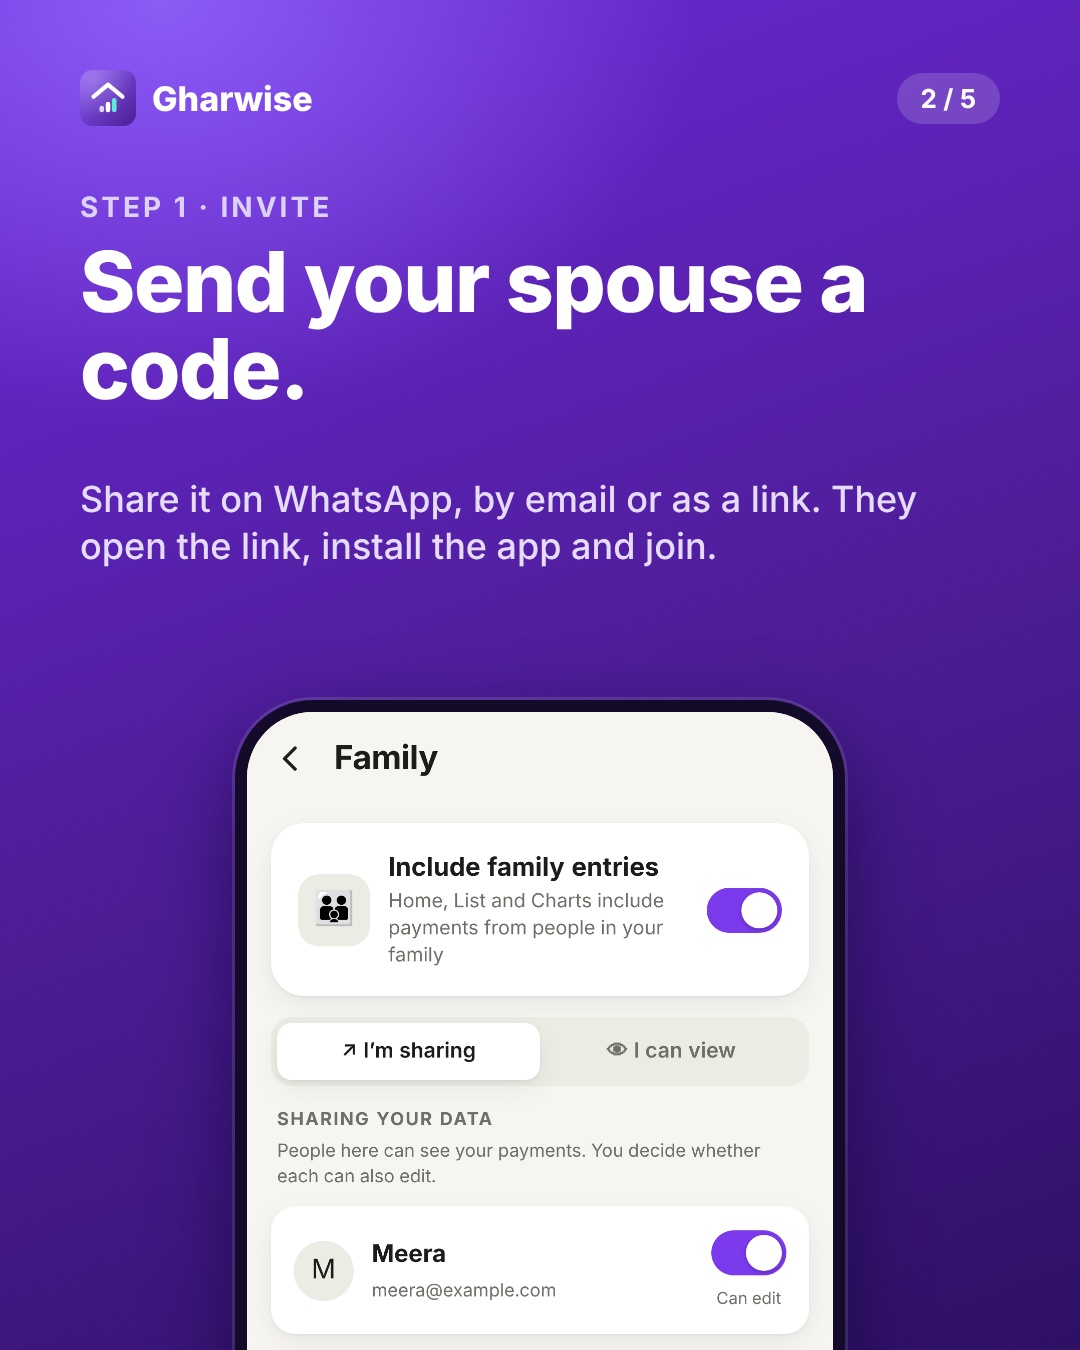 Gharwise
2 / 5
STEP 1 · INVITE
Send your spouse a
code.
Share it on WhatsApp, by email or as a link. They
open the link, install the app and join.
Family
Include family entries
Home, List and Charts include
payments from people in your
family
↗ I’m sharing
👁 I can view
SHARING YOUR DATA
People here can see your payments. You decide whether
each can also edit.
M
Meera
meera@example.com
Can edit